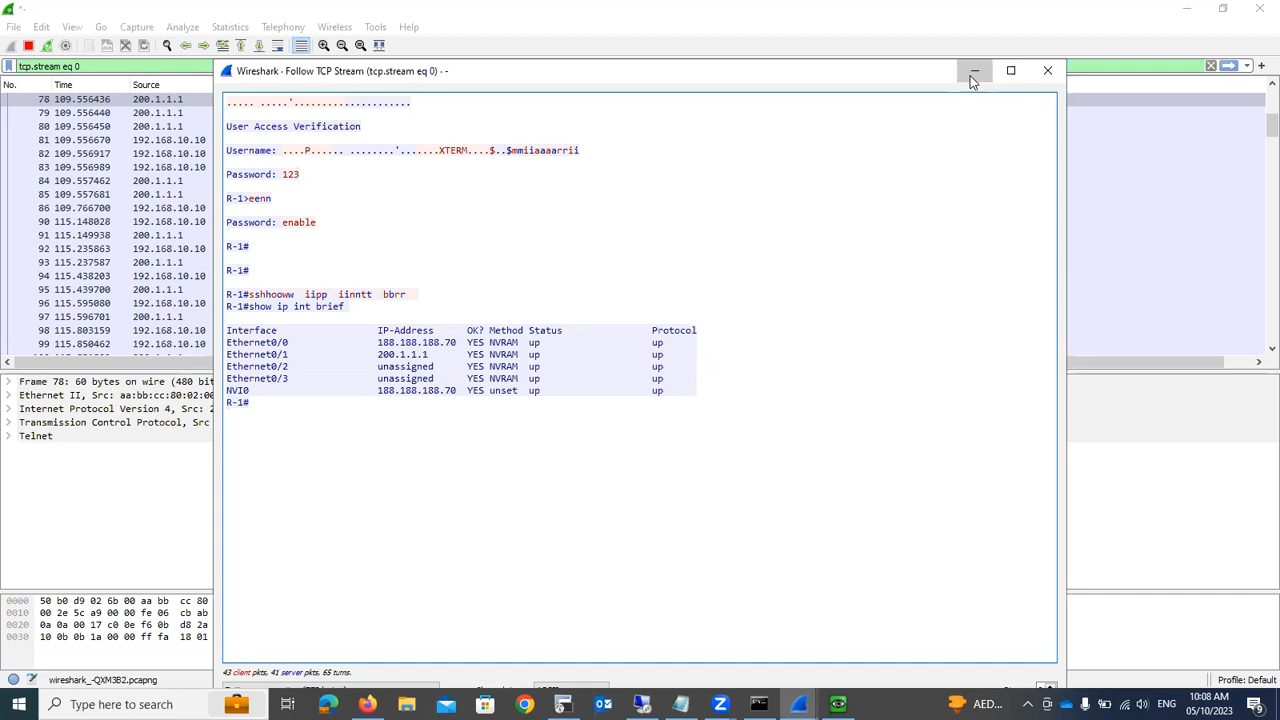 *-
File Edit View Go Capture Analyze Statistics Telephony Wireless Tools Help
tcp.stream eq 0
No. Time Source
78 109.556436 200.1.1.1
79 109.556440 200.1.1.1
80 109.556450 200.1.1.1
81 109.556670 192.168.10.10
82 109.556917 192.168.10.10
83 109.556989 192.168.10.10
84 109.557462 200.1.1.1
85 109.557681 200.1.1.1
86 109.766700 192.168.10.10
90 115.148028 192.168.10.10
91 115.149938 200.1.1.1
92 115.235863 192.168.10.10
93 115.237587 200.1.1.1
94 115.438203 192.168.10.10
95 115.439700 200.1.1.1
96 115.595080 192.168.10.10
97 115.596701 200.1.1.1
98 115.803159 192.168.10.10
99 115.850462 192.168.10.10
Frame 78: 60 bytes on wire (480 bit
Ethernet II, Src: aa:bb:cc:80:02:00
Internet Protocol Version 4, Src: 2
Transmission Control Protocol, Src
Telnet
0000 50 b0 d9 02 6b 00 aa bb cc 80
0010 00 2e 5c a9 00 00 fe 06 cb ab
0020 0a 0a 00 17 c0 0e f6 0b d8 2a
0030 10 0b 0b 1a 00 00 ff fa 18 01
wireshark_-QXM3B2.pcapng
Profile: Default
Wireshark · Follow TCP Stream (tcp.stream eq 0) · -
..... .....'......................
User Access Verification
Username: ....P...... ........'.......XTERM....$..$mmiiaaaarrii
Password: 123
R-1>eenn
Password: enable
R-1#
R-1#
R-1#sshhooww  iipp  iinntt  bbrr
R-1#show ip int brief
Interface IP-Address OK? Method Status Protocol
Ethernet0/0 188.188.188.70 YES NVRAM up up
Ethernet0/1 200.1.1.1 YES NVRAM up up
Ethernet0/2 unassigned YES NVRAM up up
Ethernet0/3 unassigned YES NVRAM up up
NVI0 188.188.188.70 YES unset up up
R-1#
43 client pkts, 41 server pkts, 65 turns.
Type here to search
AED...
ENG
10:08 AM
05/10/2023